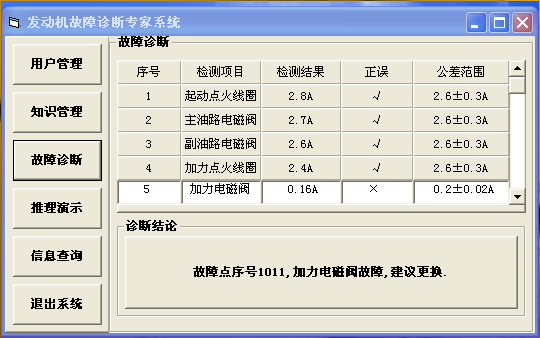 发动机故障诊断专家系统
用户管理
知识管理
故障诊断
推理演示
信息查询
退出系统
故障诊断
序号 检测项目 检测结果 正误 公差范围
1 起动点火线圈 2.8A √ 2.6±0.3A
2 主油路电磁阀 2.7A √ 2.6±0.3A
3 副油路电磁阀 2.6A √ 2.6±0.3A
4 加力点火线圈 2.4A √ 2.6±0.3A
5 加力电磁阀 0.16A × 0.2±0.02A
诊断结论
故障点序号1011,加力电磁阀故障,建议更换.